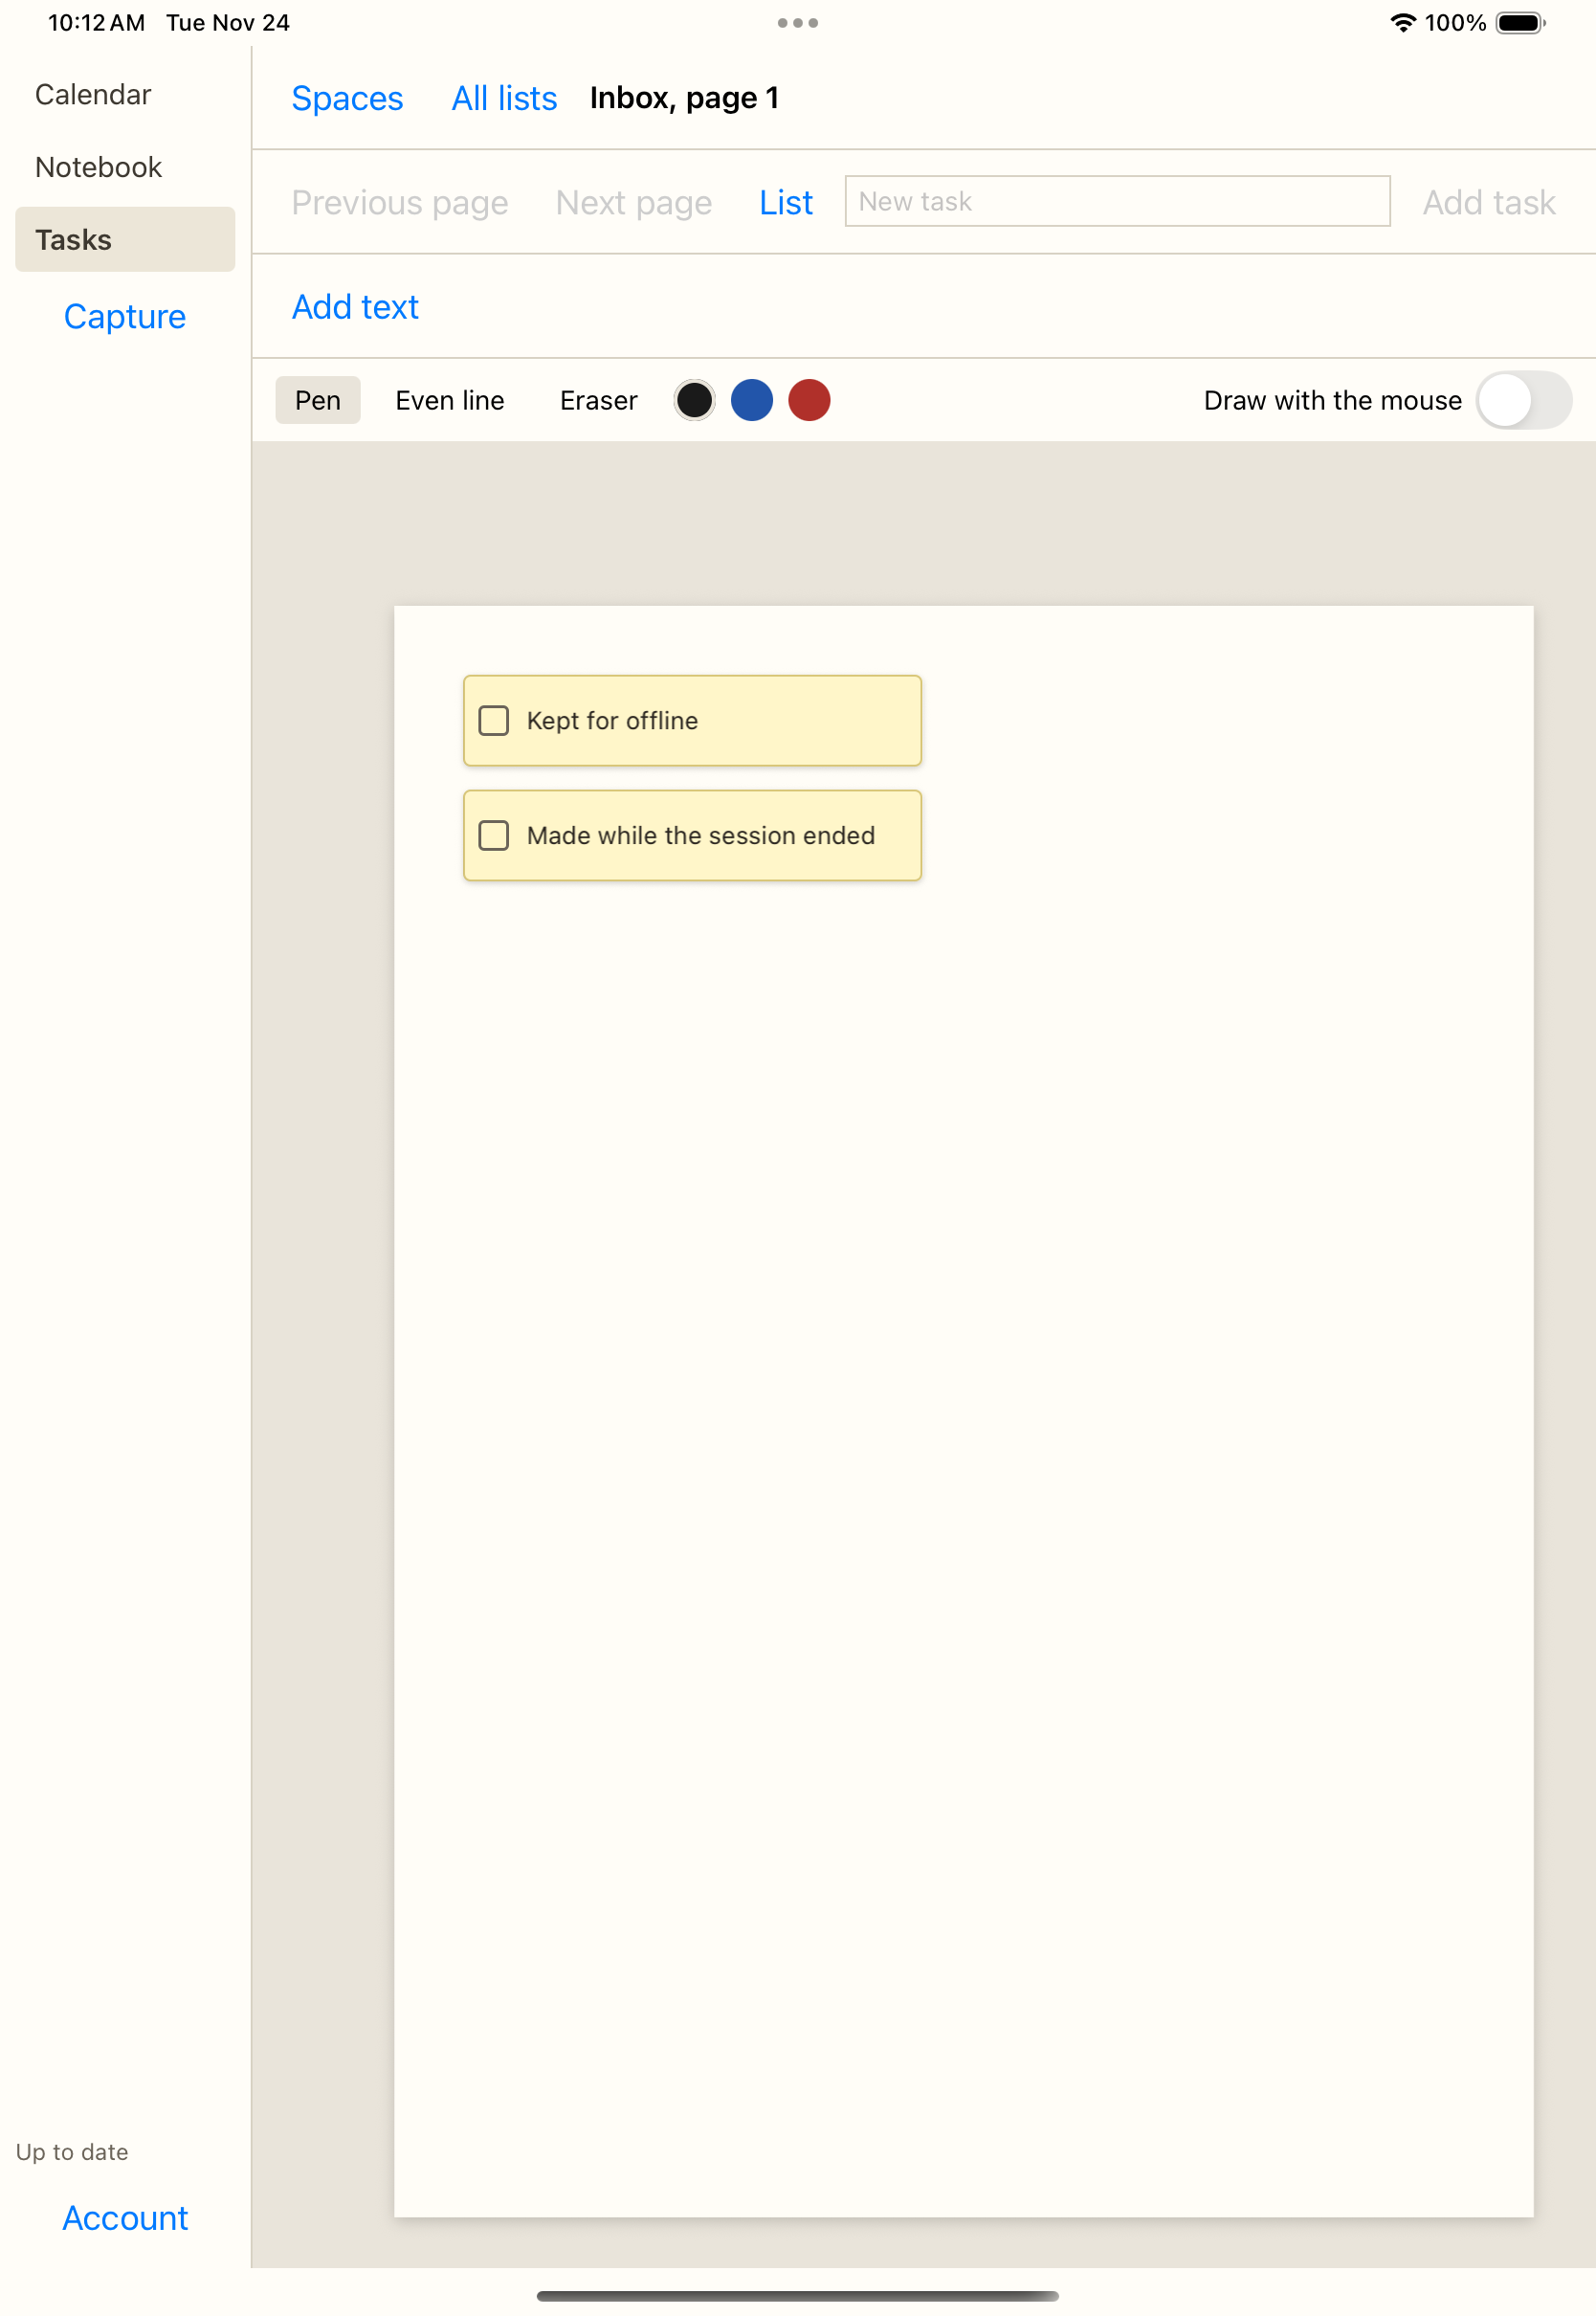 10:12 AM Tue Nov 24
100%
Calendar
Notebook
Tasks
Capture
Spaces All lists Inbox, page 1
Previous page Next page List New task Add task
Add text
Pen Even line Eraser Draw with the mouse
Kept for offline
Made while the session ended
Up to date
Account